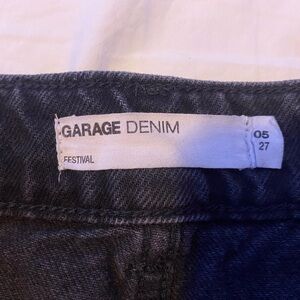 GARAGE DENIM
FESTIVAL
05
27